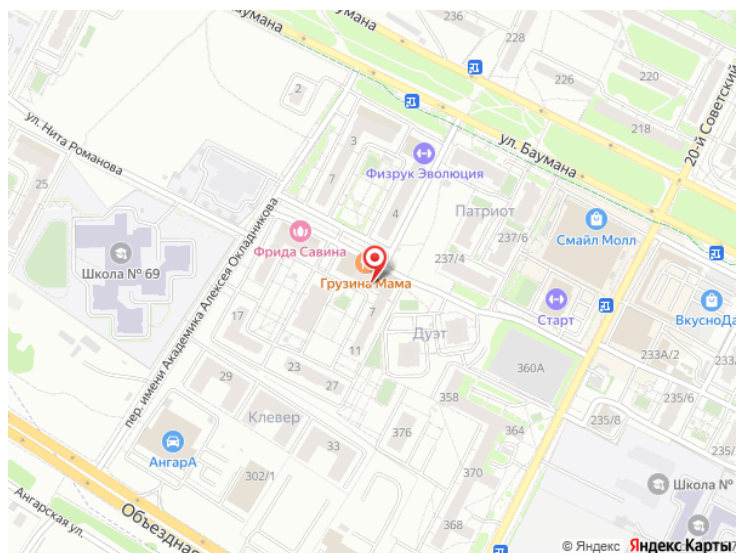 236
Баумана
228
226
220
218
20-й Советский
ул. Баумана
2
3
7
4
Физрук Эволюция
ул. Нита Романова
25
Патриот
237/6
237/4
Смайл Молл
Фрида Савина
Школа № 69
пер. имени Академика Алексея Окладникова
Грузина Мама
7
Старт
ВкусноДа
17
11
Дуэт
233А/2
360А
23
27
29
Клевер
358
235/6
235/8
376
364
33
АнгарА
302/1
370
368
Школа №
Объездная
Ангарская ул.
© Яндекс Яндекс Карты